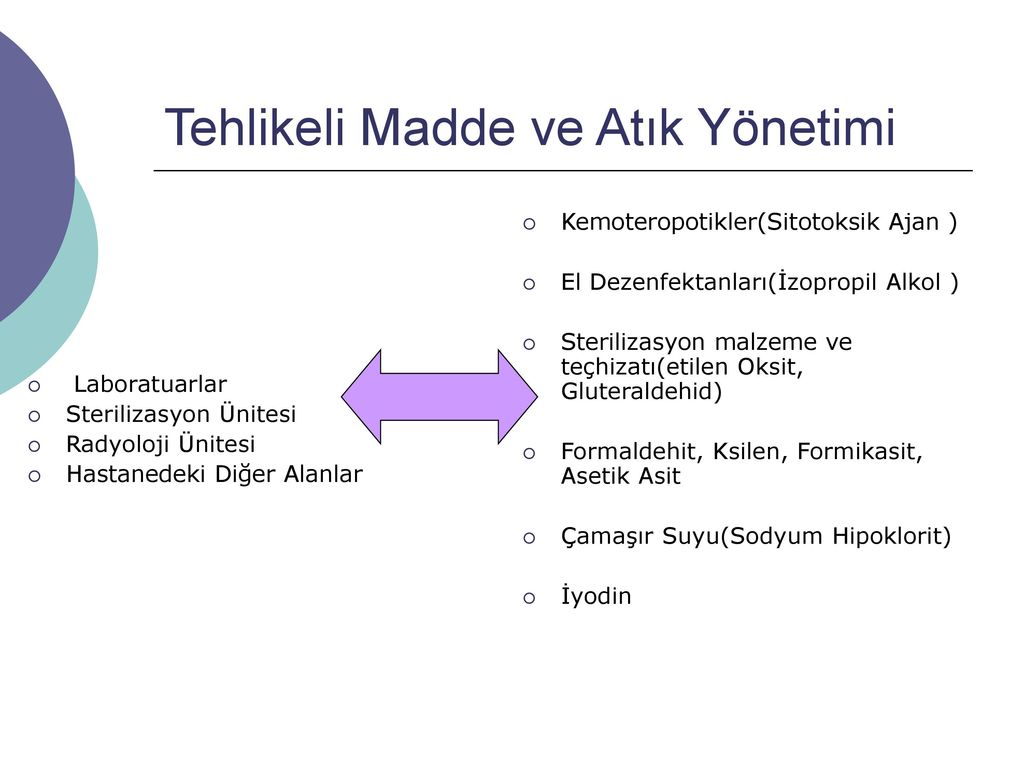 Tehlikeli Madde ve Atık Yönetimi
Laboratuarlar
Sterilizasyon Ünitesi
Radyoloji Ünitesi
Hastanedeki Diğer Alanlar
Kemoteropotikler(Sitotoksik Ajan )
El Dezenfektanları(İzopropil Alkol )
Sterilizasyon malzeme ve
teçhizatı(etilen Oksit,
Gluteraldehid)
Formaldehit, Ksilen, Formikasit,
Asetik Asit
Çamaşır Suyu(Sodyum Hipoklorit)
İyodin